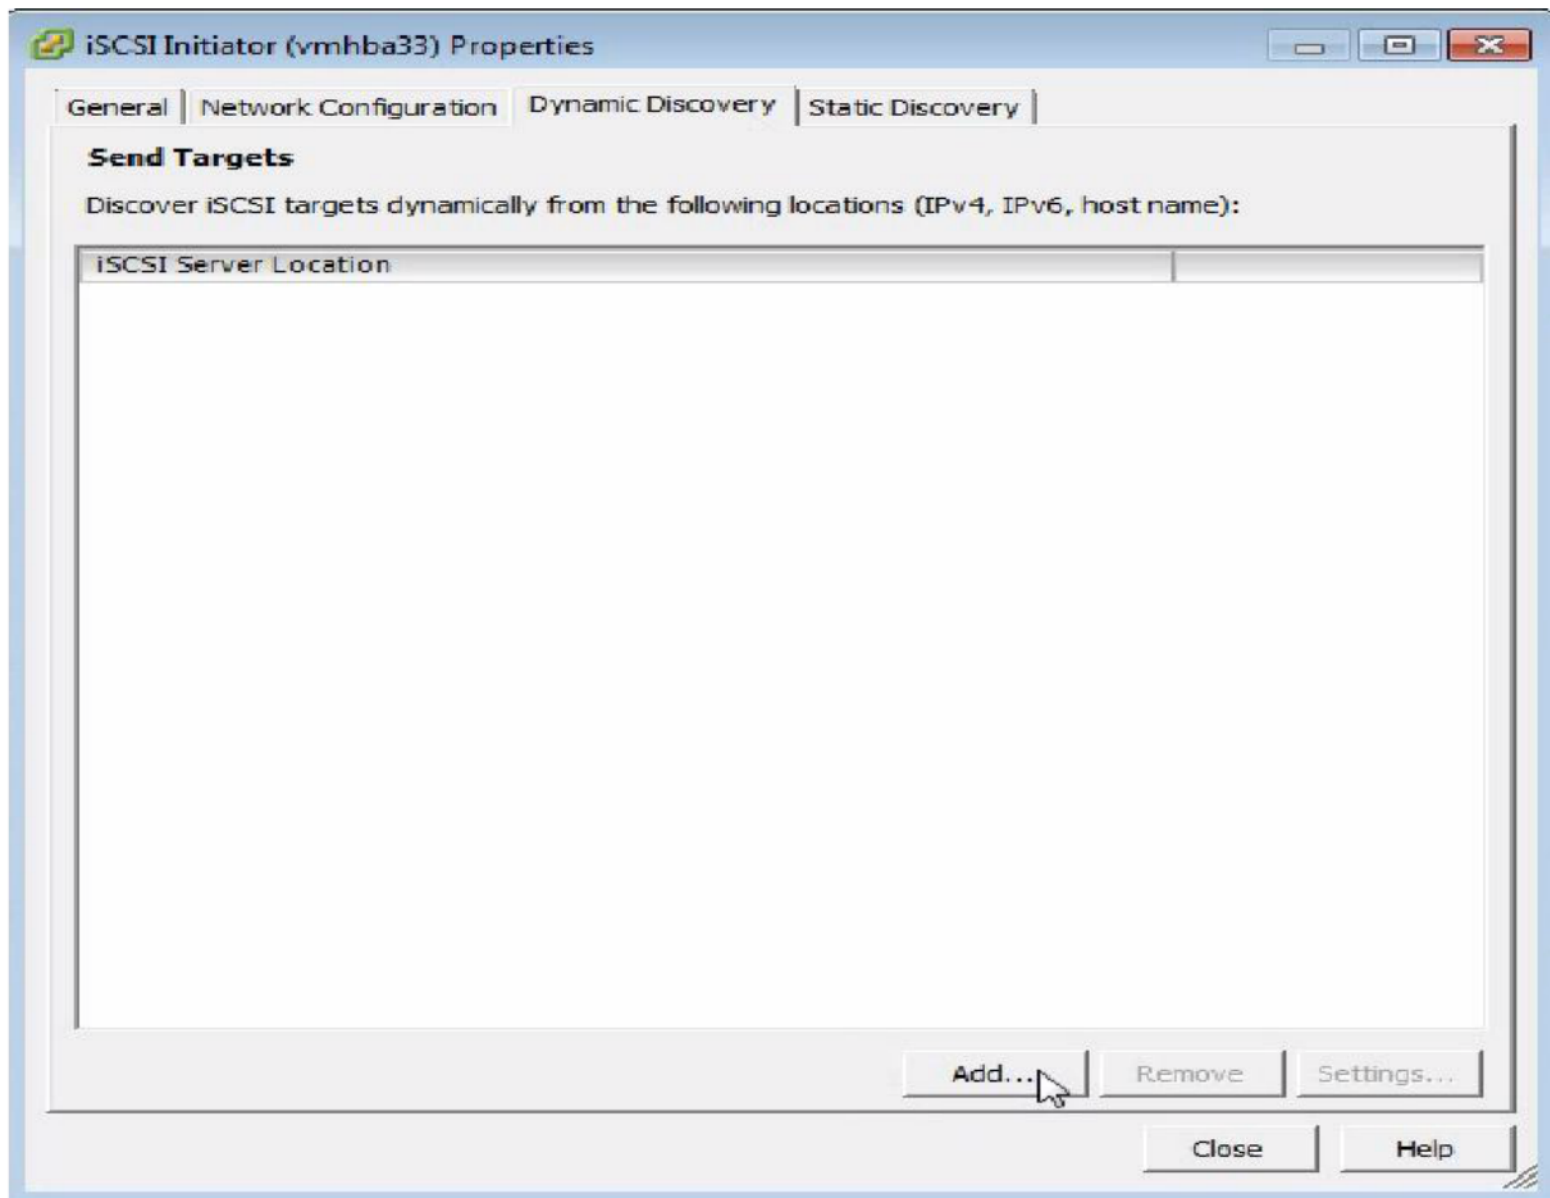 iSCSI Initiator (vmhba33) Properties
General Network Configuration Dynamic Discovery Static Discovery
Send Targets
Discover iSCSI targets dynamically from the following locations (IPv4, IPv6, host name):
iSCSI Server Location
Add... Remove Settings...
Close Help